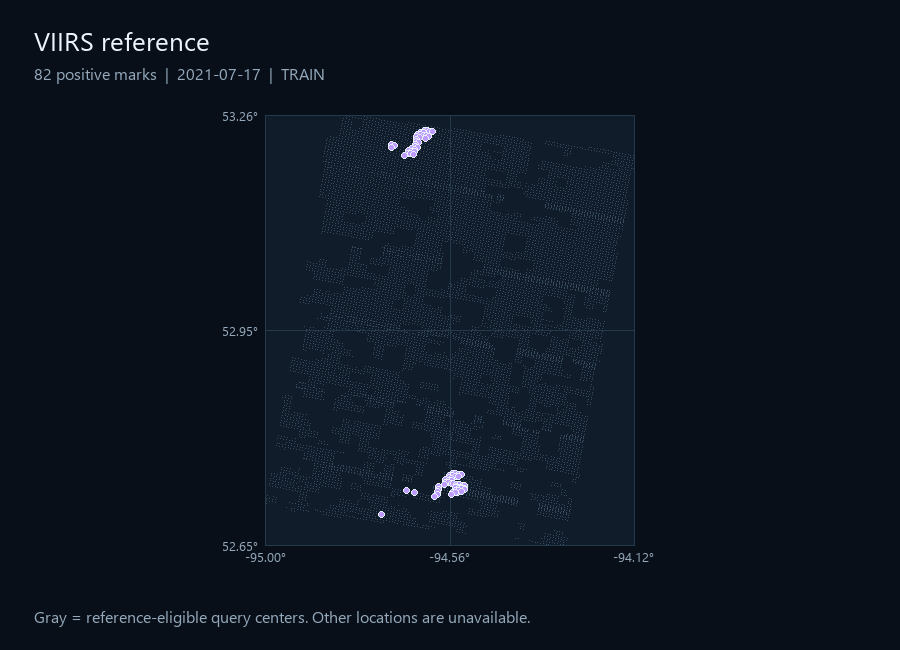 VIIRS reference
82 positive marks | 2021-07-17 | TRAIN
53.26°
52.95°
52.65°
-95.00° -94.56° -94.12°
Gray = reference-eligible query centers. Other locations are unavailable.